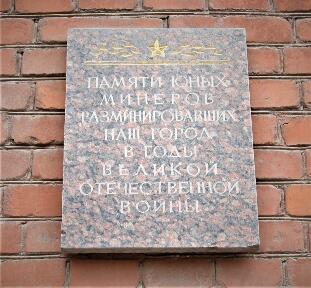 ПАМЯТИ ЮНЫХ
МИНЕРОВ
РАЗМИНИРОВАВШИХ
НАШ ГОРОД
В ГОДЫ
ВЕЛИКОЙ
ОТЕЧЕСТВЕННОЙ
ВОЙНЫ